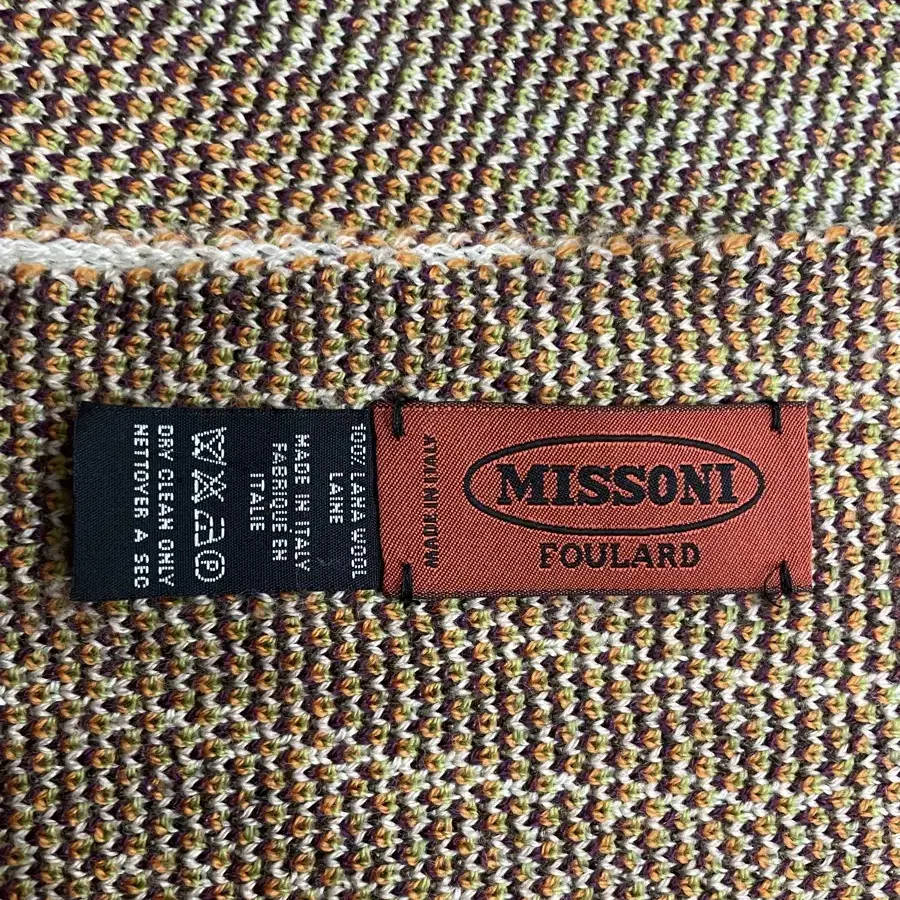 100% LANA WOOL
LAINE
MADE IN ITALY
FABRIQUE EN
ITALIE
P
DRY CLEAN ONLY
NETTOYER A SEC
MADE IN ITALY
MISSONI
FOULARD